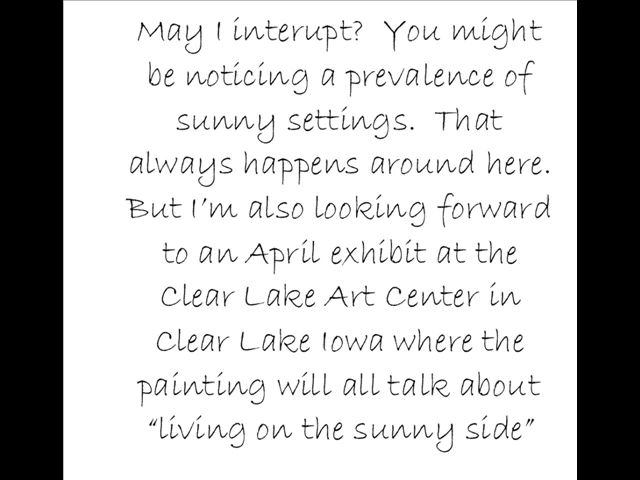 May I interupt? You might
be noticing a prevalence of
sunny settings. That
always happens around here.
But I'm also looking forward
to an April exhibit at the
Clear Lake Art Center in
Clear Lake Iowa where the
painting will all talk about
“living on the sunny side”